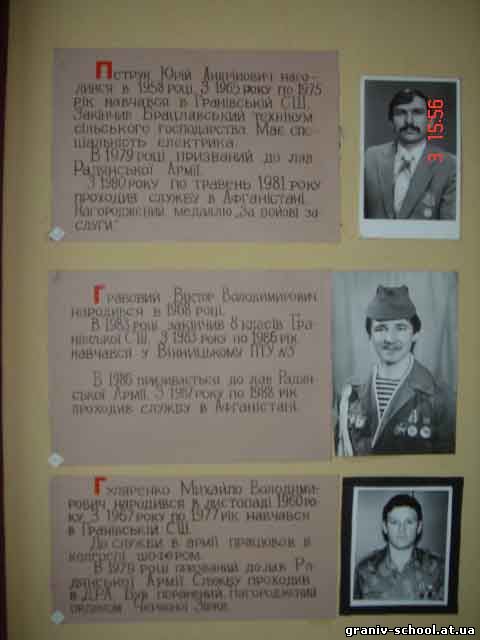 Петрук Юрій Андрійович наро-
дився в 1958 році. З 1965 року по 1975
рік навчався в Гранівській СШ.
Закінчив Брацлавський технікум
сільського господарства. Має спе-
ціальність електрика.
В 1979 році призваний до лав
Радянської Армії.
З 1980 року по травень 1981 року
проходив службу в Афганістані.
Нагороджений медаллю „За бойові за-
слуги"
3 15:56
Грабовий Віктор Володимирович
народився в 1968 році.
В 1983 році закінчив 8 класів Гра-
нівської СШ. З 1983 року по 1986 рік
навчався у Вінницькому ПТУ №5
В 1986 призивається до лав Радян-
ської Армії. З 1987 року по 1988 рік
проходив службу в Афганістані.
Гуляренко Михайло Володими-
рович народився в листопаді 1960 ро-
ку. З 1967 року по 1977 рік навчався
в Гранівській СШ.
До служби в армії працював в
колгоспі шофером.
В 1979 році призваний до лав Ра-
дянської Армії Службу проходив
в Д.Р.А. Був поранений. Нагороджений
орденом Червоної Зірки.
graniv-school.at.ua